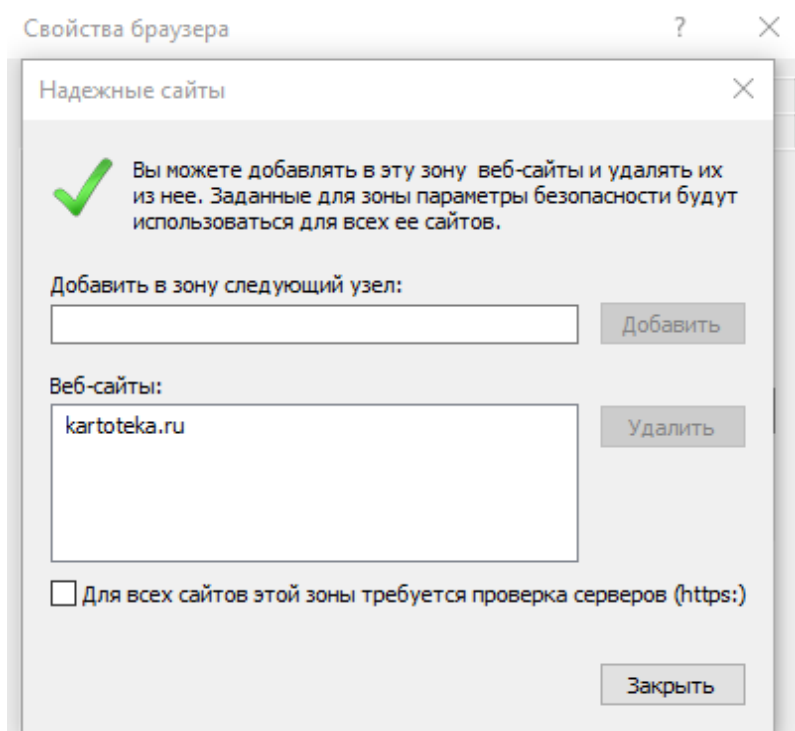 Свойства браузера
Надежные сайты
Вы можете добавлять в эту зону веб-сайты и удалять их
из нее. Заданные для зоны параметры безопасности будут
использоваться для всех ее сайтов.
Добавить в зону следующий узел:
Добавить
Веб-сайты:
kartoteka.ru
Удалить
Для всех сайтов этой зоны требуется проверка серверов (https:)
Закрыть